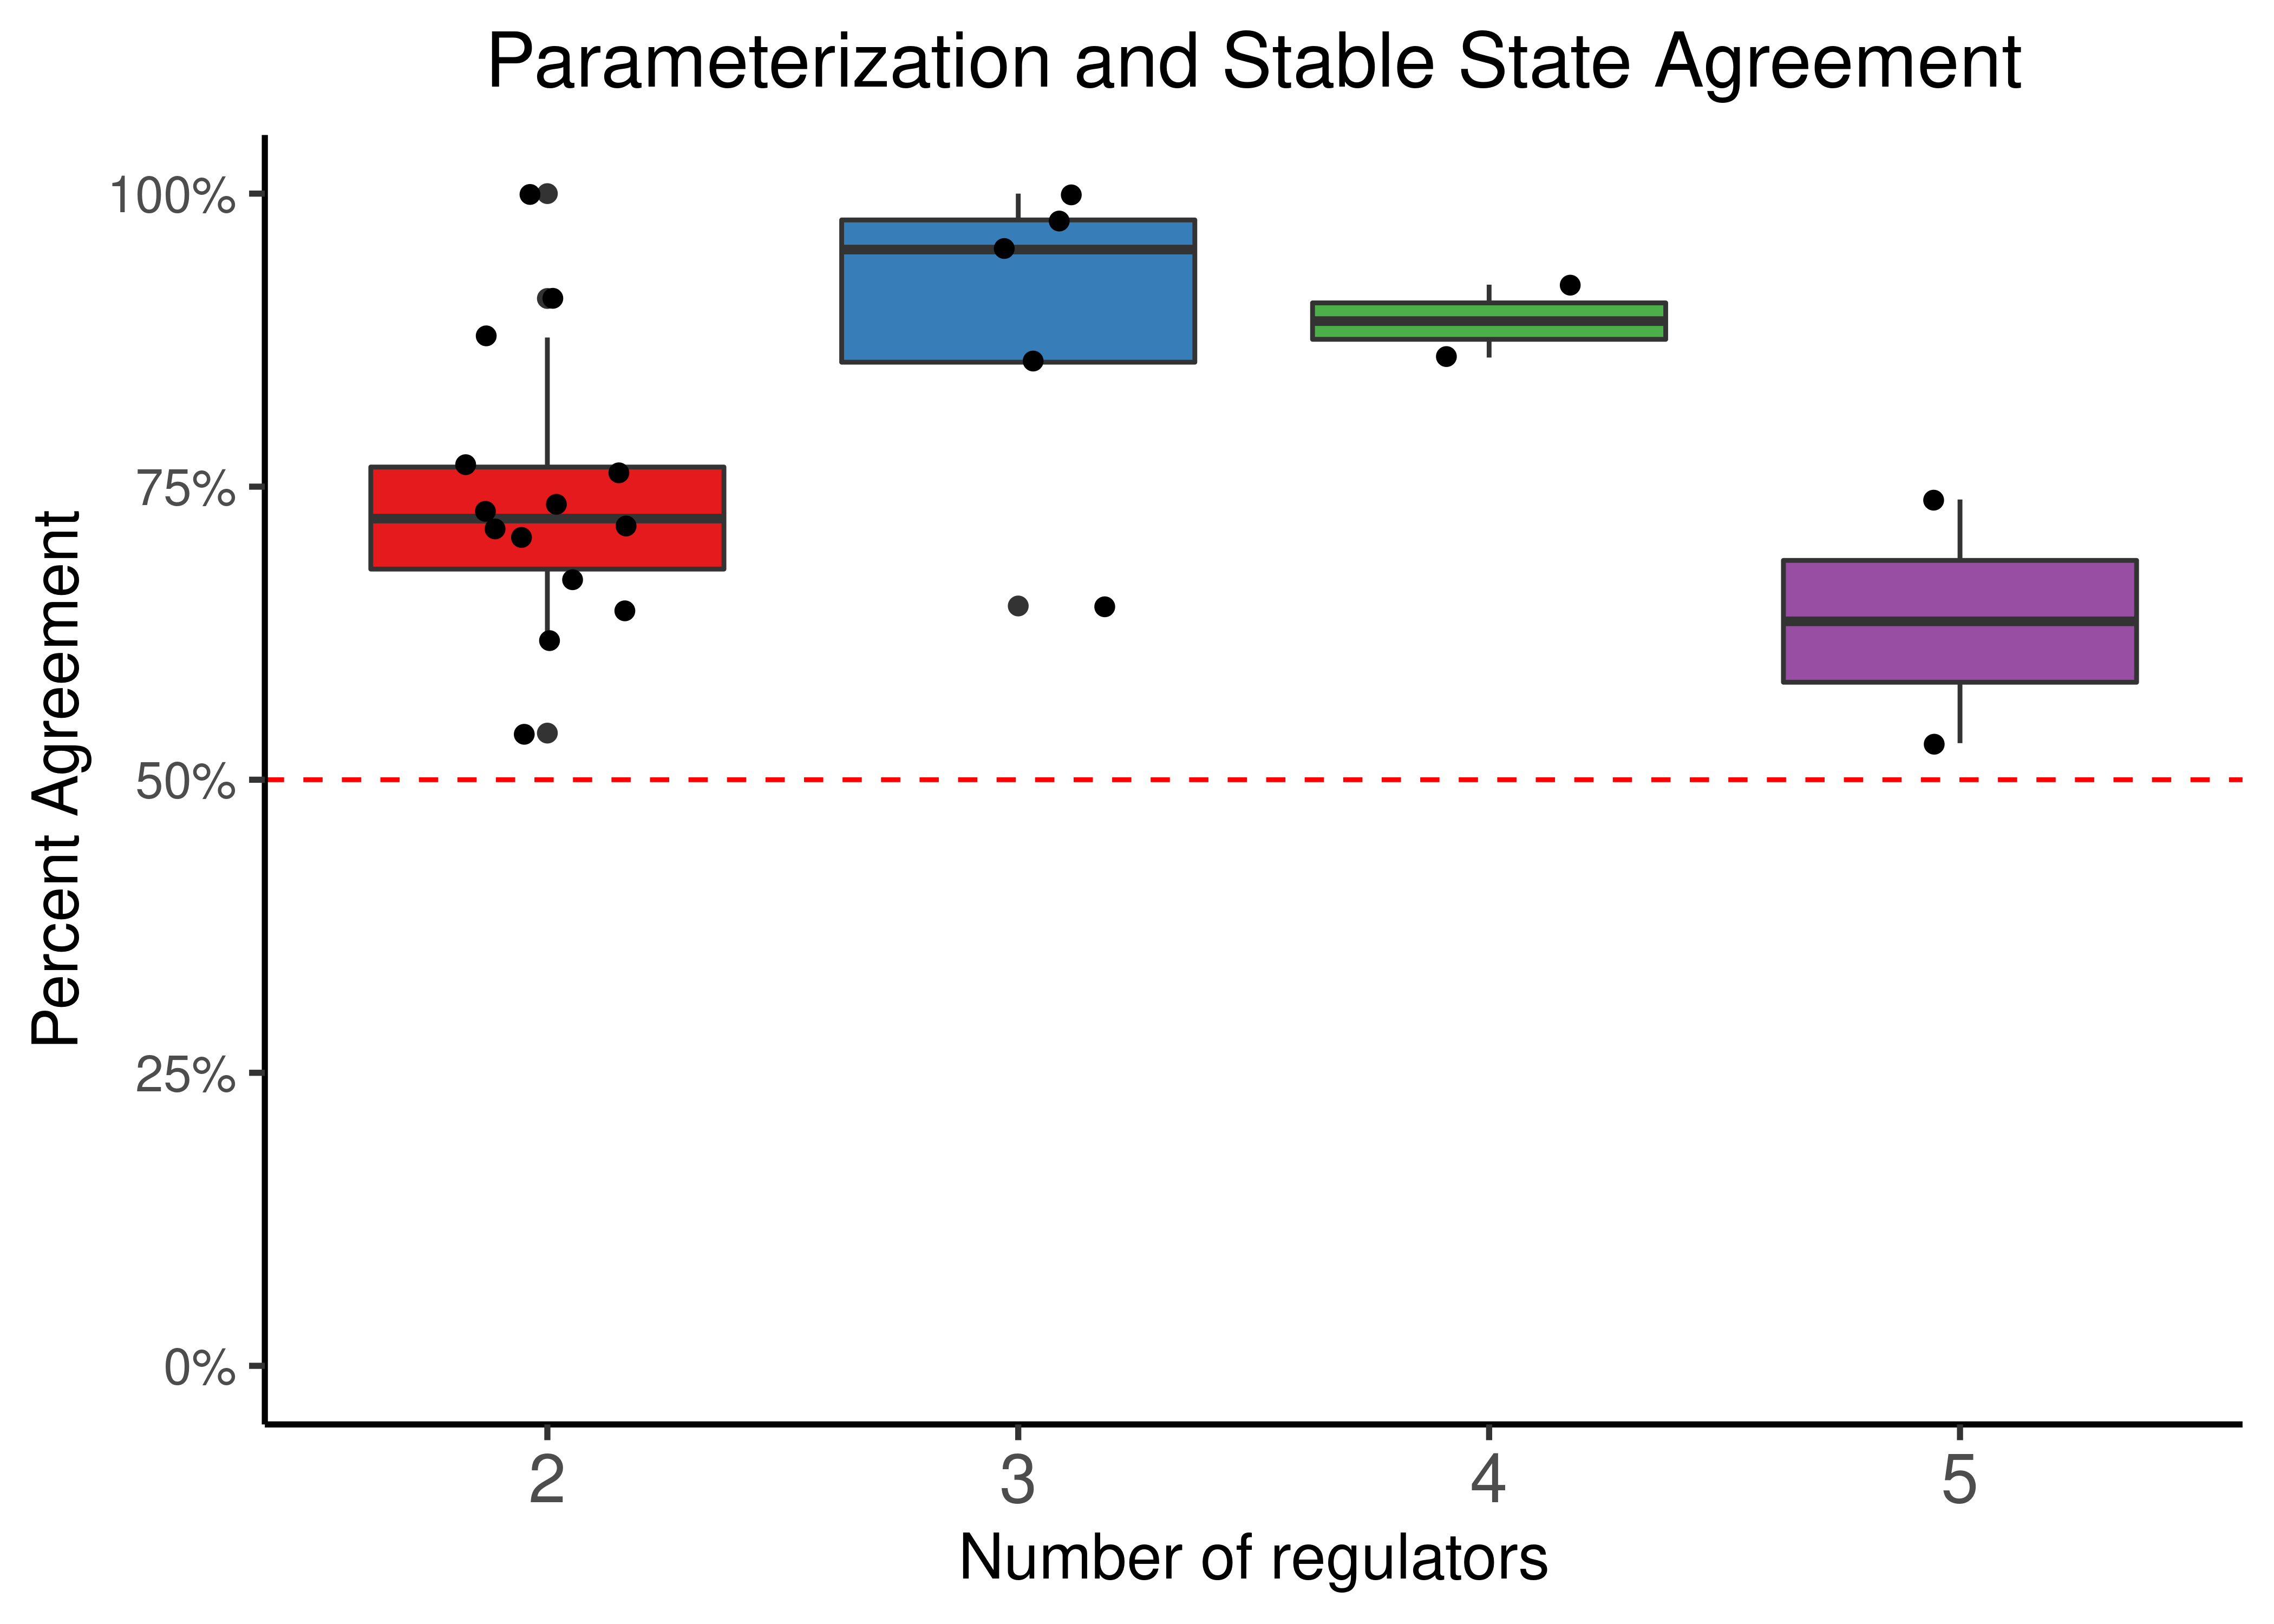 Parameterization and Stable State Agreement
Percent Agreement
100%
75%
50%
25%
0%
2 3 4 5
Number of regulators